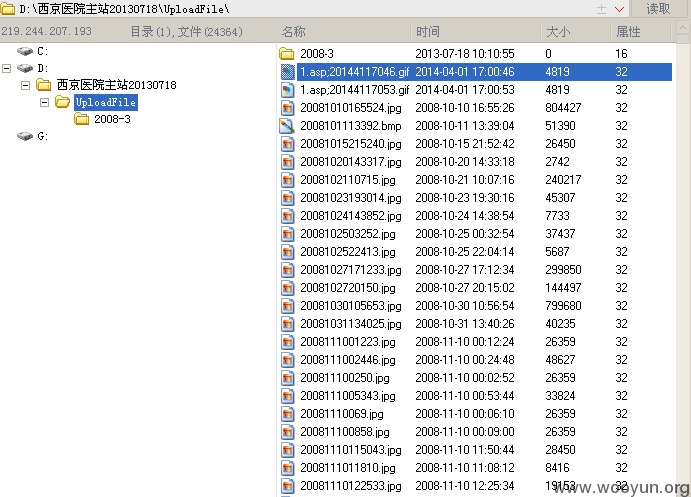 D:\西京医院主站20130718\UploadFile\ 读取
219.244.207.193 目录(1),文件(24364) 名称 时间 大小 属性
C:
D:
西京医院主站20130718
UploadFile
2008-3
G:
2008-3 2013-07-18 10:10:55 0 16
1.asp;20144117046.gif 2014-04-01 17:00:46 4819 32
1.asp;20144117053.gif 2014-04-01 17:00:53 4819 32
20081010165524.jpg 2008-10-10 16:55:26 804427 32
2008101113392.bmp 2008-10-11 13:39:04 51390 32
20081015215240.jpg 2008-10-15 21:52:42 26450 32
20081020143317.jpg 2008-10-20 14:33:18 2742 32
2008102110715.jpg 2008-10-21 10:07:16 240217 32
20081023193014.jpg 2008-10-23 19:30:16 45307 32
20081024143852.jpg 2008-10-24 14:38:54 7733 32
200810250 3252.jpg 2008-10-25 00:32:54 37437 32
2008102522413.jpg 2008-10-25 22:04:14 5687 32
20081027171233.jpg 2008-10-27 17:12:34 299850 32
2008102720150.jpg 2008-10-27 20:15:02 144497 32
20081030105653.jpg 2008-10-30 10:56:54 799680 32
20081031134025.jpg 2008-10-31 13:40:26 40235 32
2008111001223.jpg 2008-11-10 00:12:24 26359 32
2008111002446.jpg 2008-11-10 00:24:48 48627 32
200811100250.jpg 2008-11-10 00:02:52 26359 32
2008111005343.jpg 2008-11-10 00:53:44 33824 32
20081110069.jpg 2008-11-10 00:06:10 26359 32
200811100858.jpg 2008-11-10 00:09:00 26359 32
20081110115043.jpg 2008-11-10 11:50:44 28450 32
2008111011810.jpg 2008-11-10 11:08:12 8416 32
20081110122533.jpg 2008-11-10 12:25:34 19153 32
www.wooyun.org